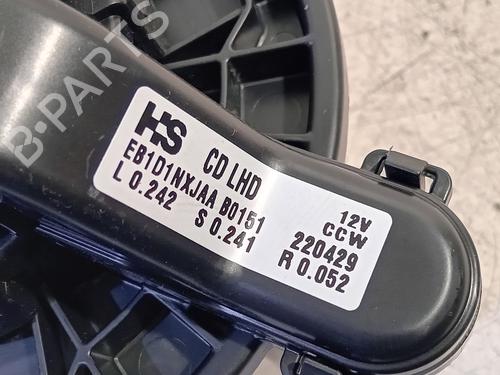 B-PARTS
HS CD LHD 12V
EB1D1NXJAA B0151 CCW
L 0.242 S 0.241 220429
R 0.052